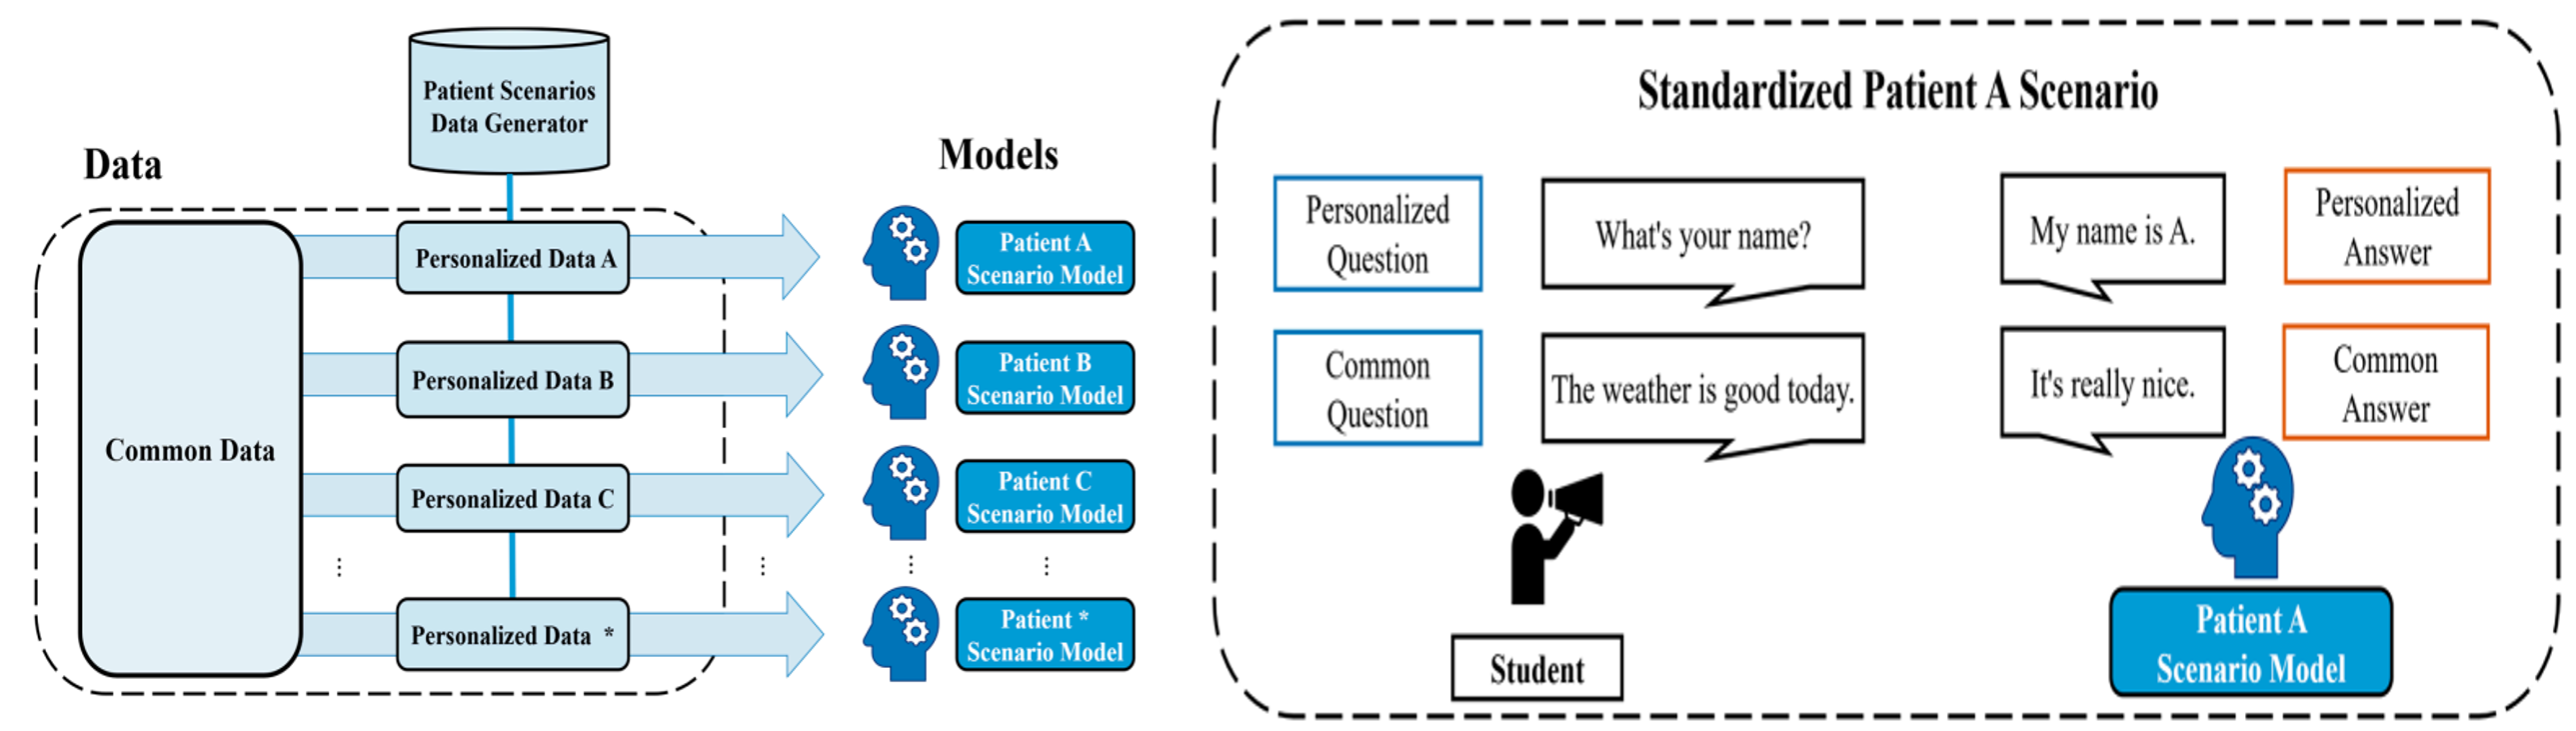 Patient Scenarios
Data Generator
Data
Models
Common Data
Personalized Data A
Patient A
Scenario Model
Personalized Data B
Patient B
Scenario Model
Personalized Data C
Patient C
Scenario Model
⋮
⋮
⋮
⋮
Personalized Data *
Patient *
Scenario Model
Standardized Patient A Scenario
Personalized
Question
What's your name?
My name is A.
Personalized
Answer
Common
Question
The weather is good today.
It's really nice.
Common
Answer
Student
Patient A
Scenario Model